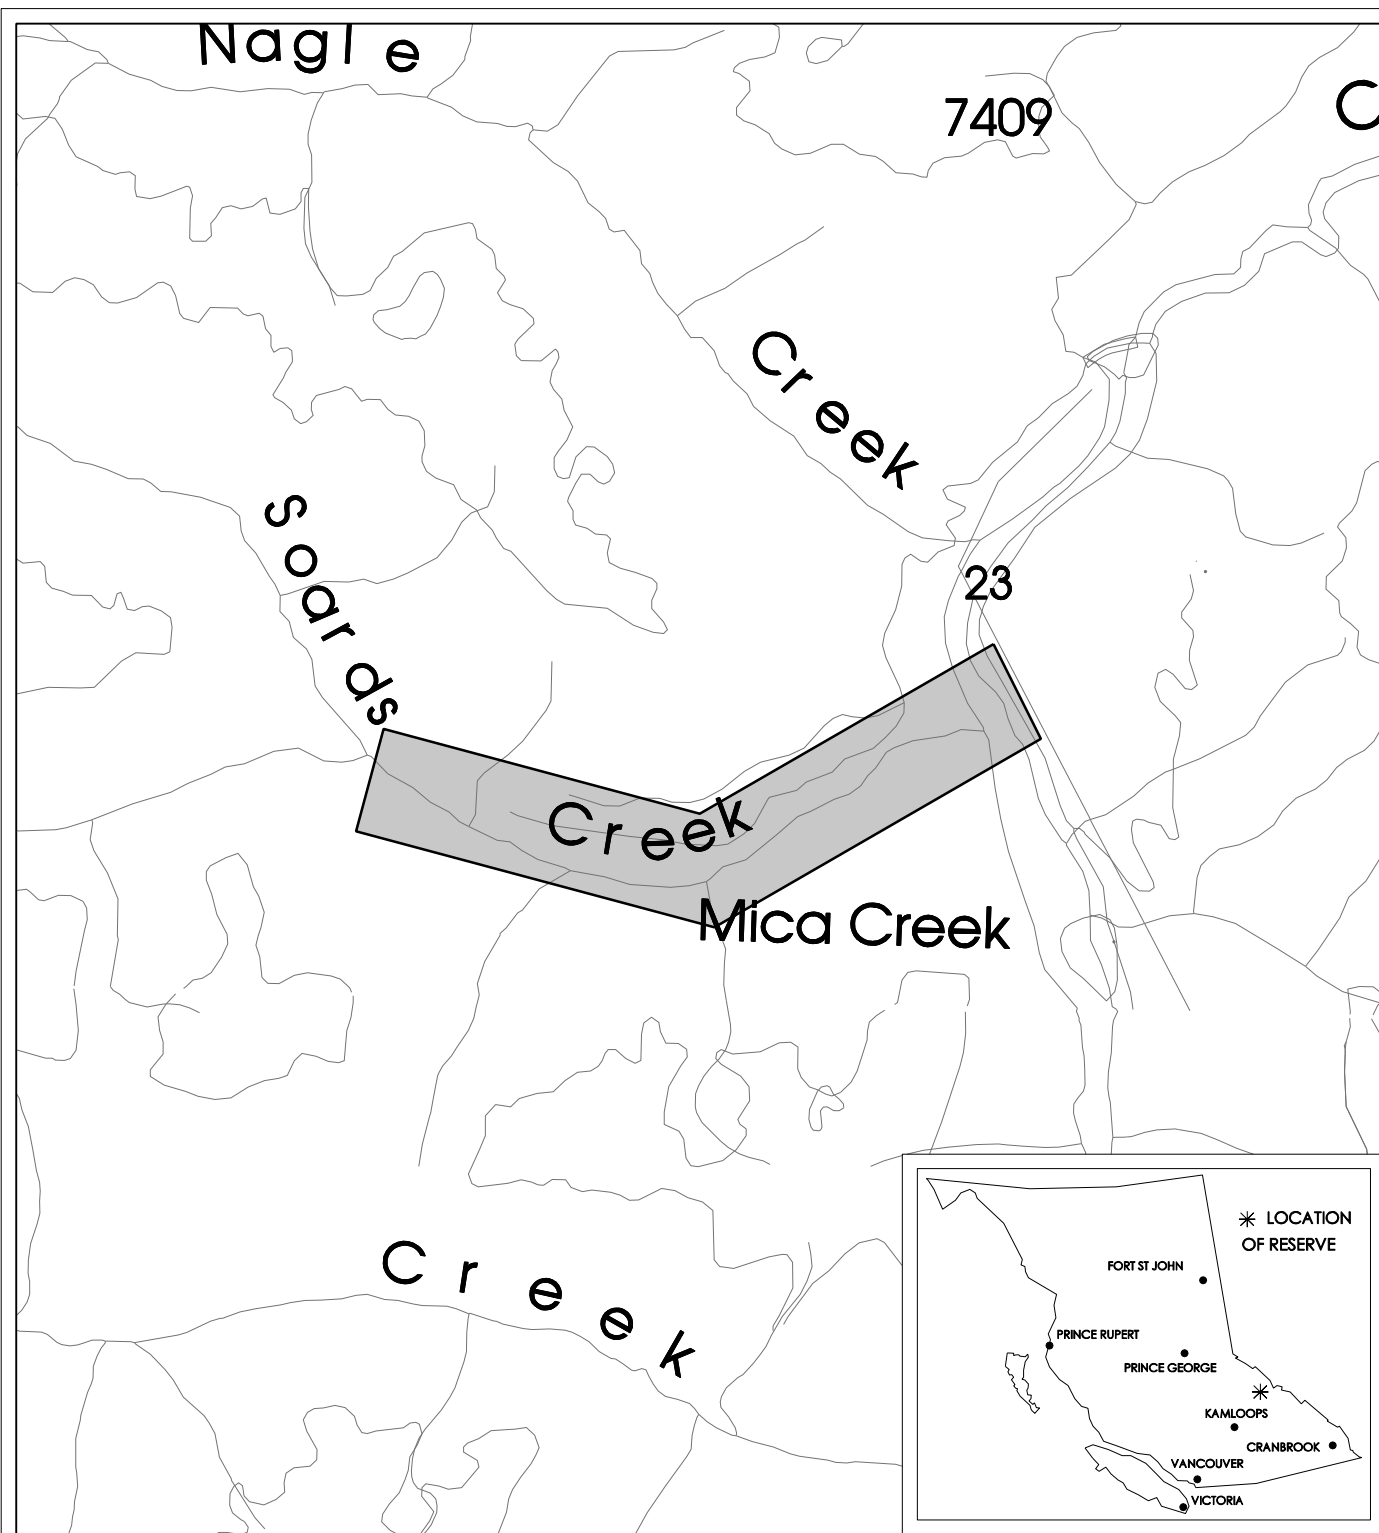 Nagle
7409
C
Creek
Soards
23
Creek
Mica Creek
Creek
LOCATION
OF RESERVE
FORT ST JOHN
PRINCE RUPERT
PRINCE GEORGE
KAMLOOPS
CRANBROOK
VANCOUVER
VICTORIA